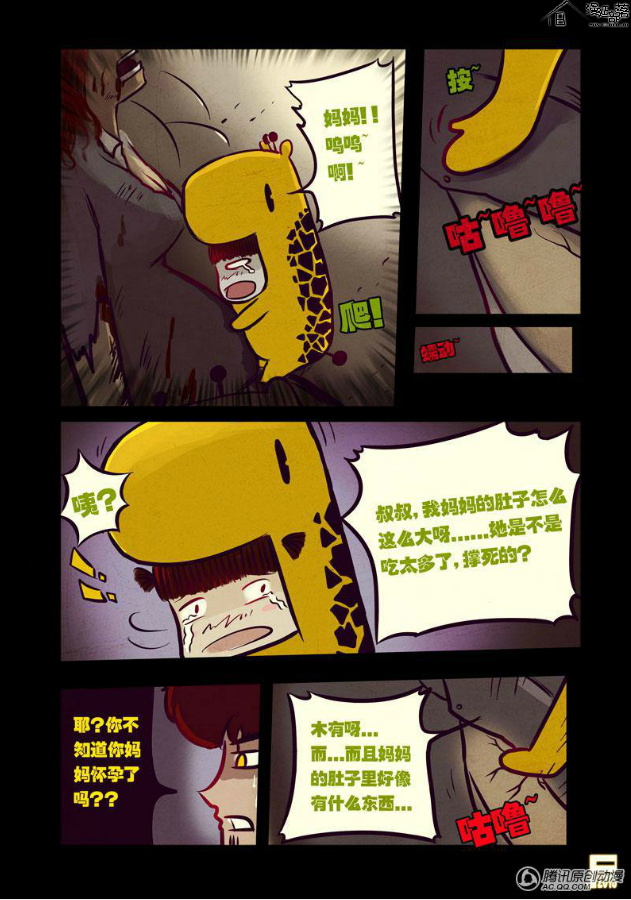 漫域部落
妈妈！！
呜呜~
啊！~
爬！
按~
咕~噜~噜~
蠕动~
咦？
叔叔，我妈妈的肚子怎么
这么大呀……她是不是
吃太多了，撑死的？
耶？你不
知道你妈
妈怀孕了
吗？？
木有呀…
而…而且妈妈
的肚子里好像
有什么东西…
咕噜~
腾讯原创动漫
AC.QQ.COM